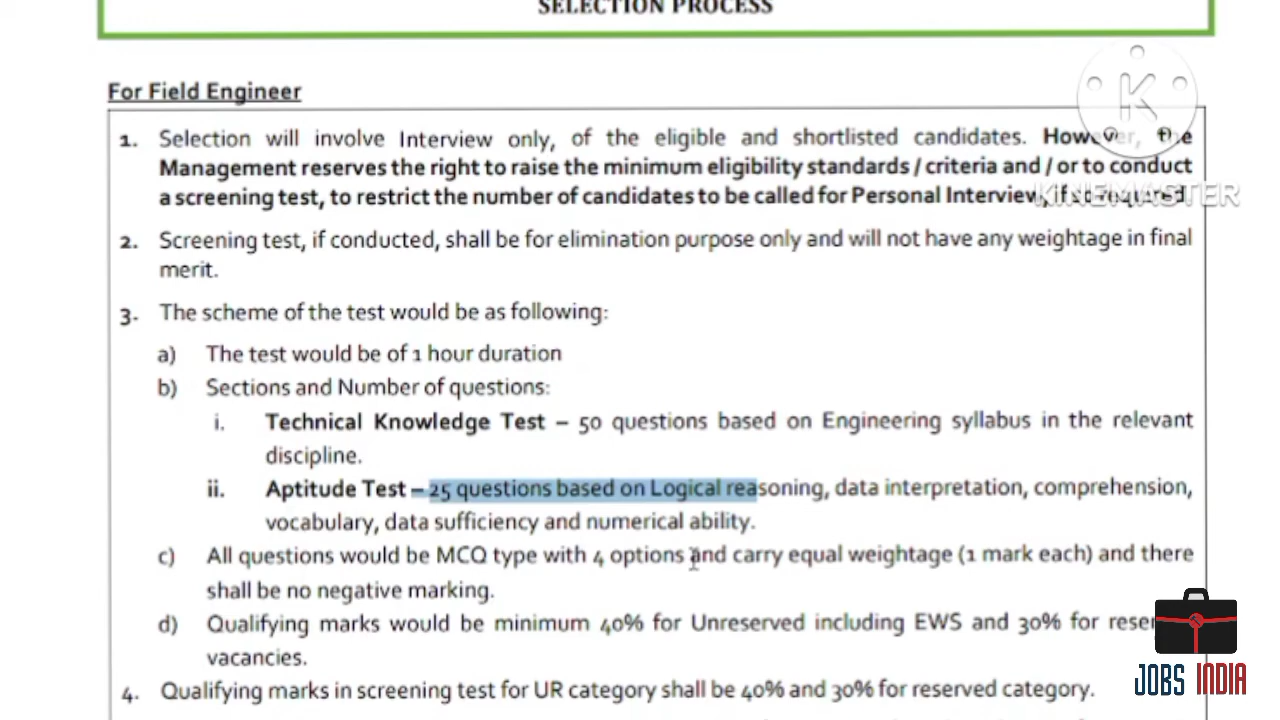 SELECTION PROCESS
For Field Engineer
1. Selection will involve Interview only, of the eligible and shortlisted candidates. However, the
Management reserves the right to raise the minimum eligibility standards / criteria and / or to conduct
a screening test, to restrict the number of candidates to be called for Personal Interview, if so required
KINEMASTER
2. Screening test, if conducted, shall be for elimination purpose only and will not have any weightage in final
merit.
3. The scheme of the test would be as following:
a) The test would be of 1 hour duration
b) Sections and Number of questions:
i. Technical Knowledge Test – 50 questions based on Engineering syllabus in the relevant
discipline.
ii. Aptitude Test – 25 questions based on Logical reasoning, data interpretation, comprehension,
vocabulary, data sufficiency and numerical ability.
c) All questions would be MCQ type with 4 options and carry equal weightage (1 mark each) and there
shall be no negative marking.
d) Qualifying marks would be minimum 40% for Unreserved including EWS and 30% for
vacancies.
4. Qualifying marks in screening test for UR category shall be 40% and 30% for reserved category.
JOBS INDIA